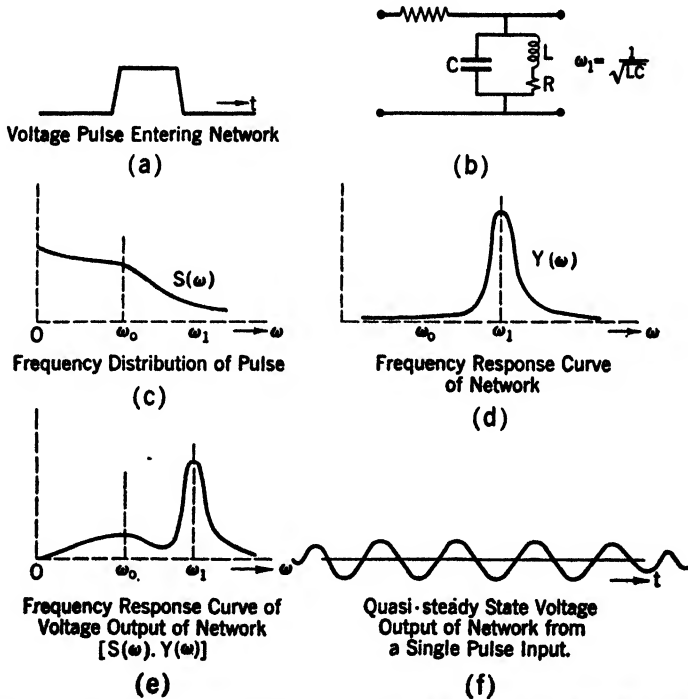 t
Voltage Pulse Entering Network
(a)
C
L
R
ω₁ = 1/√LC
(b)
S(ω)
0
ω₀
ω₁
ω
Frequency Distribution of Pulse
(c)
Y(ω)
ω₀
ω₁
ω
Frequency Response Curve
of Network
(d)
0
ω₀.
ω₁
ω
Frequency Response Curve of
Voltage Output of Network
[S(ω). Y(ω)]
(e)
t
Quasi-steady State Voltage
Output of Network from
a Single Pulse Input.
(f)